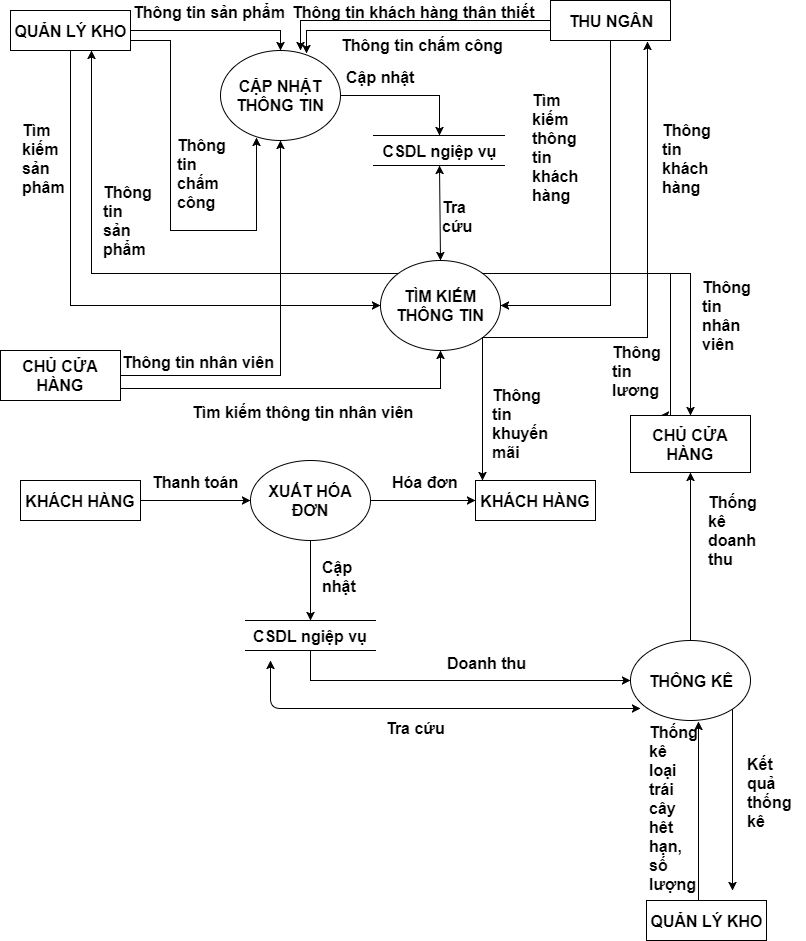 Thông tin sản phẩm
Thông tin khách hàng thân thiết
QUẢN LÝ KHO
THU NGÂN
Thông tin chấm công
CẬP NHẬT
THÔNG TIN
Cập nhật
Tìm
kiếm
sản
phâm
Thông
tin
chấm
công
CSDL ngiệp vụ
Tìm
kiếm
thông
tin
khách
hàng
Thông
tin
khách
hàng
Thông
tin
sản
phẩm
Tra
cứu
TÌM KIẾM
THÔNG TIN
Thông
tin
nhân
viên
CHỦ CỬA
HÀNG
Thông tin nhân viên
Thông
tin
lương
Tìm kiếm thông tin nhân viên
Thông
tin
khuyến
mãi
CHỦ CỬA
HÀNG
KHÁCH HÀNG
Thanh toán
XUẤT HÓA
ĐƠN
Hóa đơn
KHÁCH HÀNG
Thống
kê
doanh
thu
Cập
nhật
CSDL ngiệp vụ
Doanh thu
THỐNG KÊ
Tra cứu
Thống
kê
loại
trái
cây
hêt
hạn,
số
lượng
Kết
quả
thống
kê
QUẢN LÝ KHO